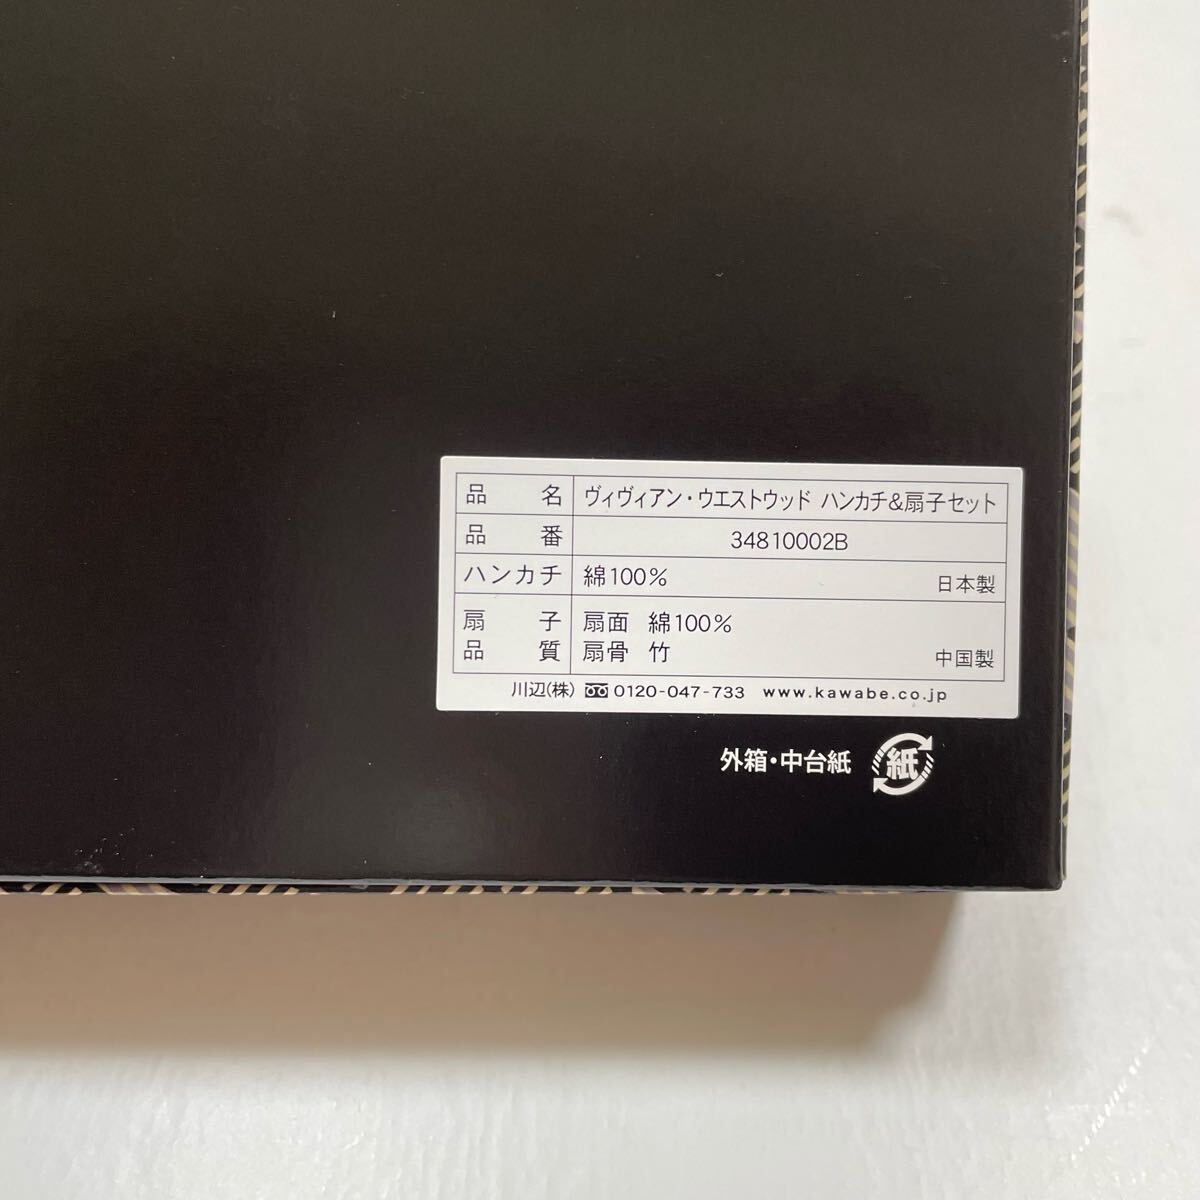 品 名 ヴィヴィアン・ウエストウッド ハンカチ&扇子セット
品 番 34810002B
ハンカチ 綿100% 日本製
扇 子 扇面 綿100%
品 質 扇骨 竹 中国製
川辺(株) 0120-047-733 www.kawabe.co.jp
外箱・中台紙 紙